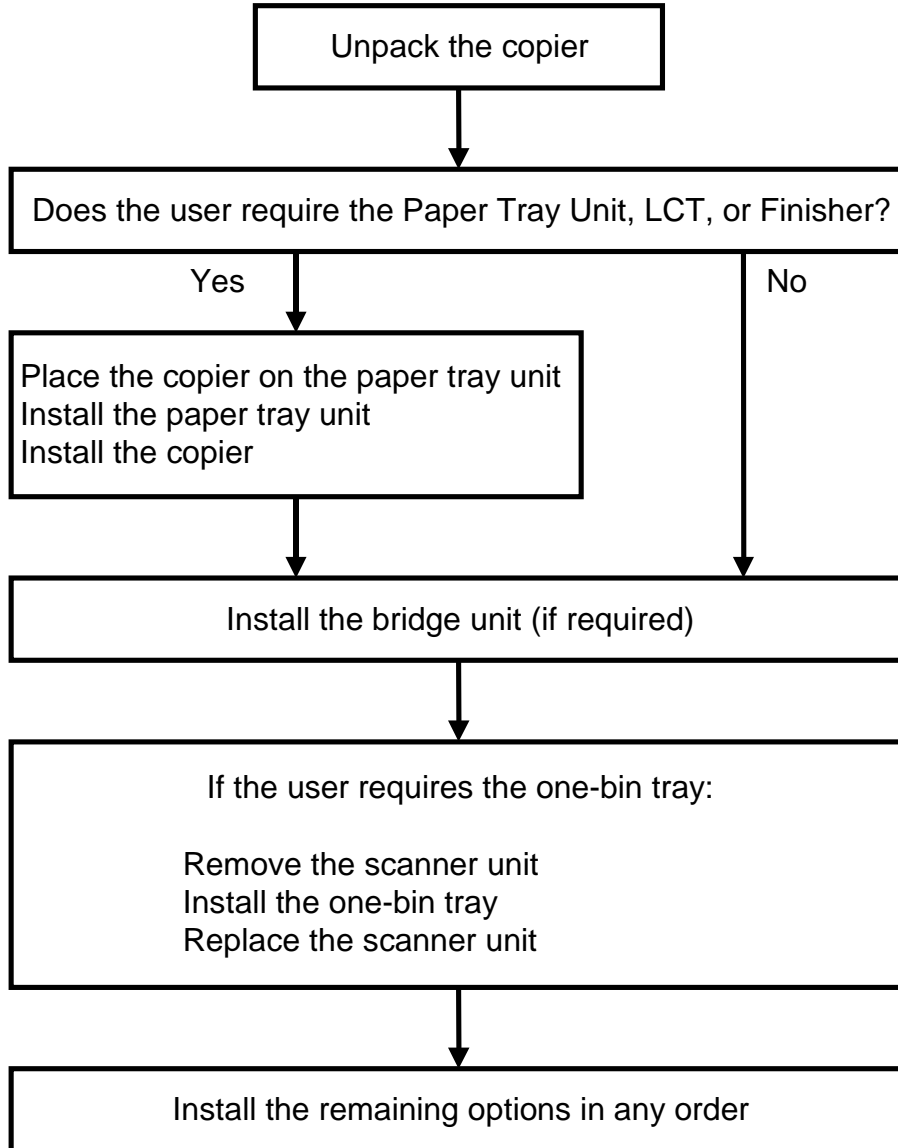 Unpack the copier
Does the user require the Paper Tray Unit, LCT, or Finisher?
Yes
No
Place the copier on the paper tray unit
Install the paper tray unit
Install the copier
Install the bridge unit (if required)
If the user requires the one-bin tray:
Remove the scanner unit
Install the one-bin tray
Replace the scanner unit
Install the remaining options in any order